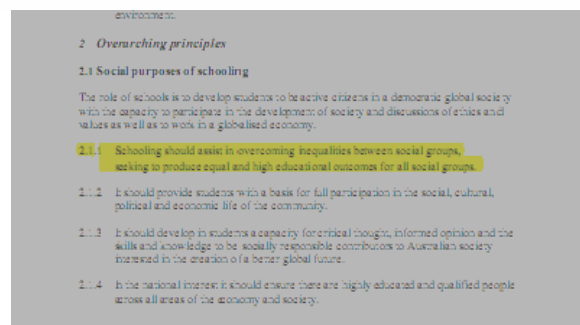 environment.
2 Overarching principles
2.1 Social purposes of schooling
The role of schools is to develop students to be active citizens in a democratic global society
with the capacity to participate in the development of society and discussions of ethics and
values as well as to work in a globalised economy.
2.1.1 Schooling should assist in overcoming inequalities between social groups,
seeking to produce equal and high educational outcomes for all social groups.
2.1.2 It should provide students with a basis for full participation in the social, cultural,
political and economic life of the community.
2.1.3 It should develop in students a capacity for critical thought, informed opinion and the
skills and knowledge to be socially responsible contributors to Australian society
interested in the creation of a better global future.
2.1.4 In the national interest it should ensure there are highly educated and qualified people
across all areas of the economy and society.